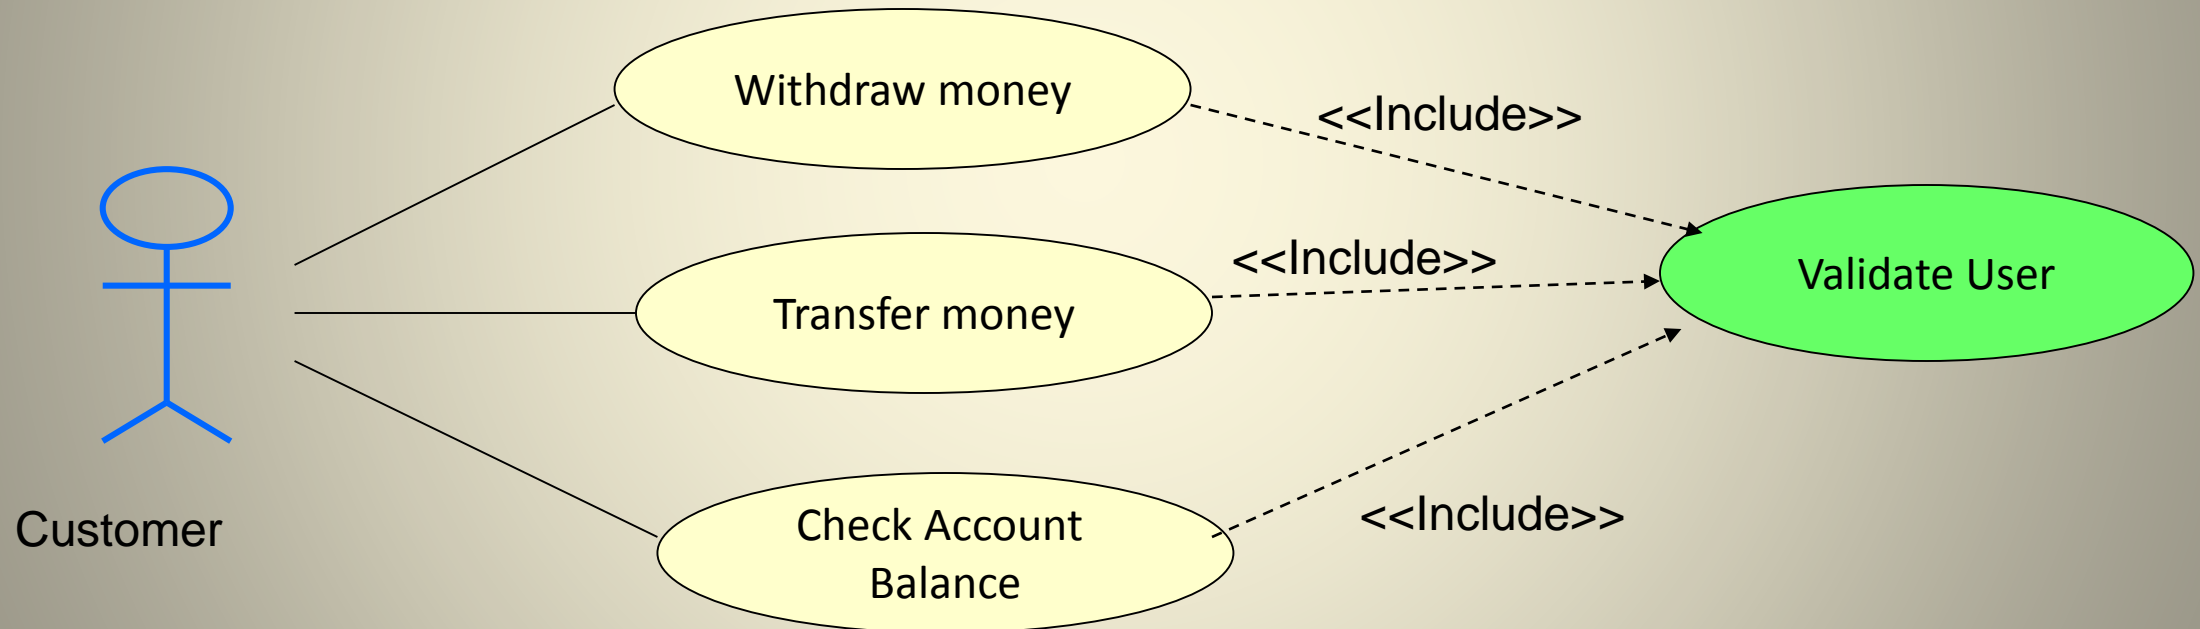 Withdraw money
<<Include>>
<<Include>>
Validate User
Transfer money
Customer
Check Account
Balance
<<Include>>